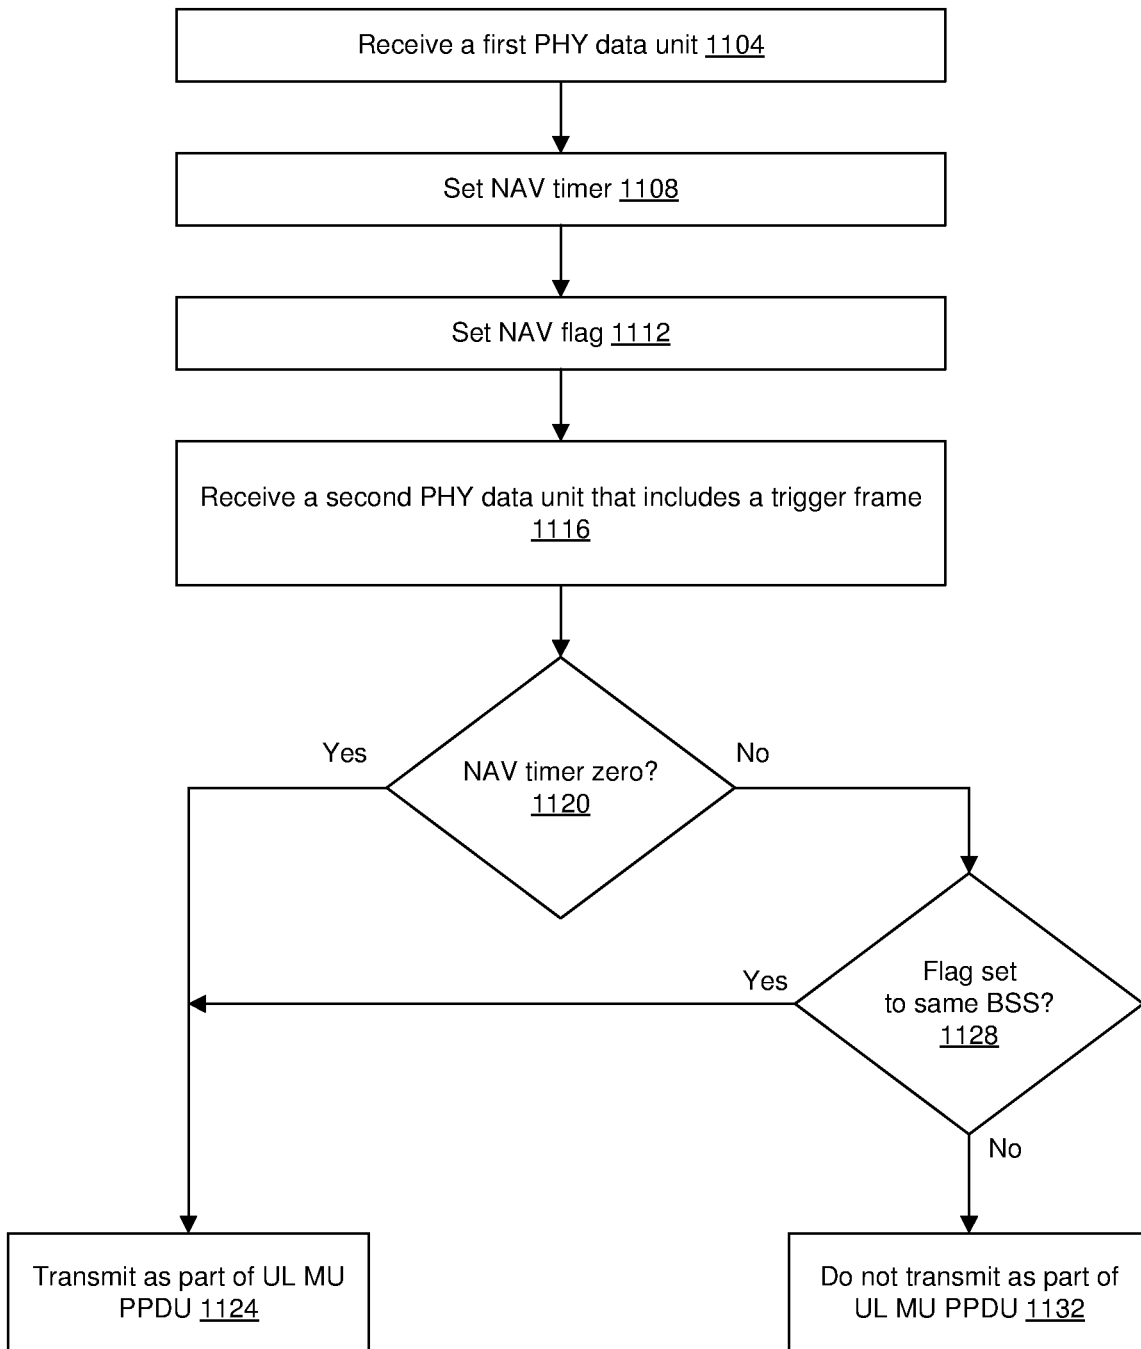 Receive a first PHY data unit 1104
Set NAV timer 1108
Set NAV flag 1112
Receive a second PHY data unit that includes a trigger frame
1116
Yes
No
NAV timer zero?
1120
Yes
Flag set
to same BSS?
1128
No
Transmit as part of UL MU
PPDU 1124
Do not transmit as part of
UL MU PPDU 1132